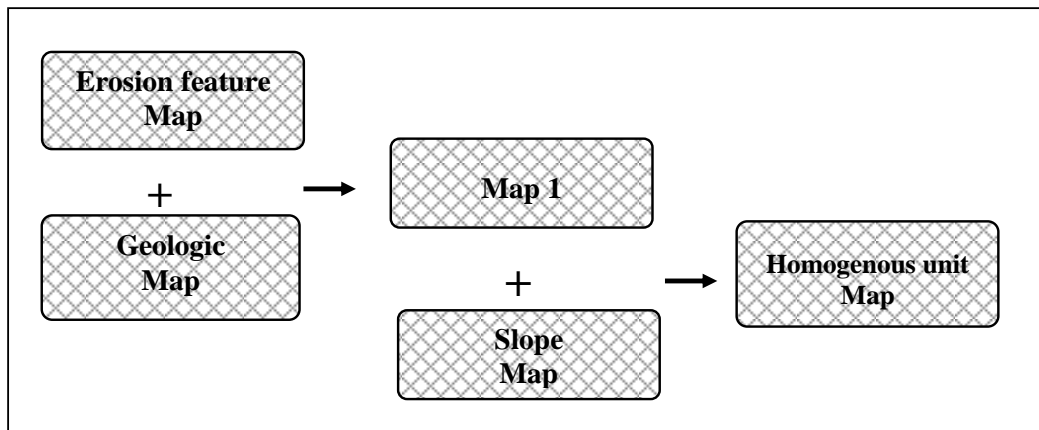 Erosion feature
Map
+
Geologic
Map
Map 1
+
Slope
Map
Homogenous unit
Map